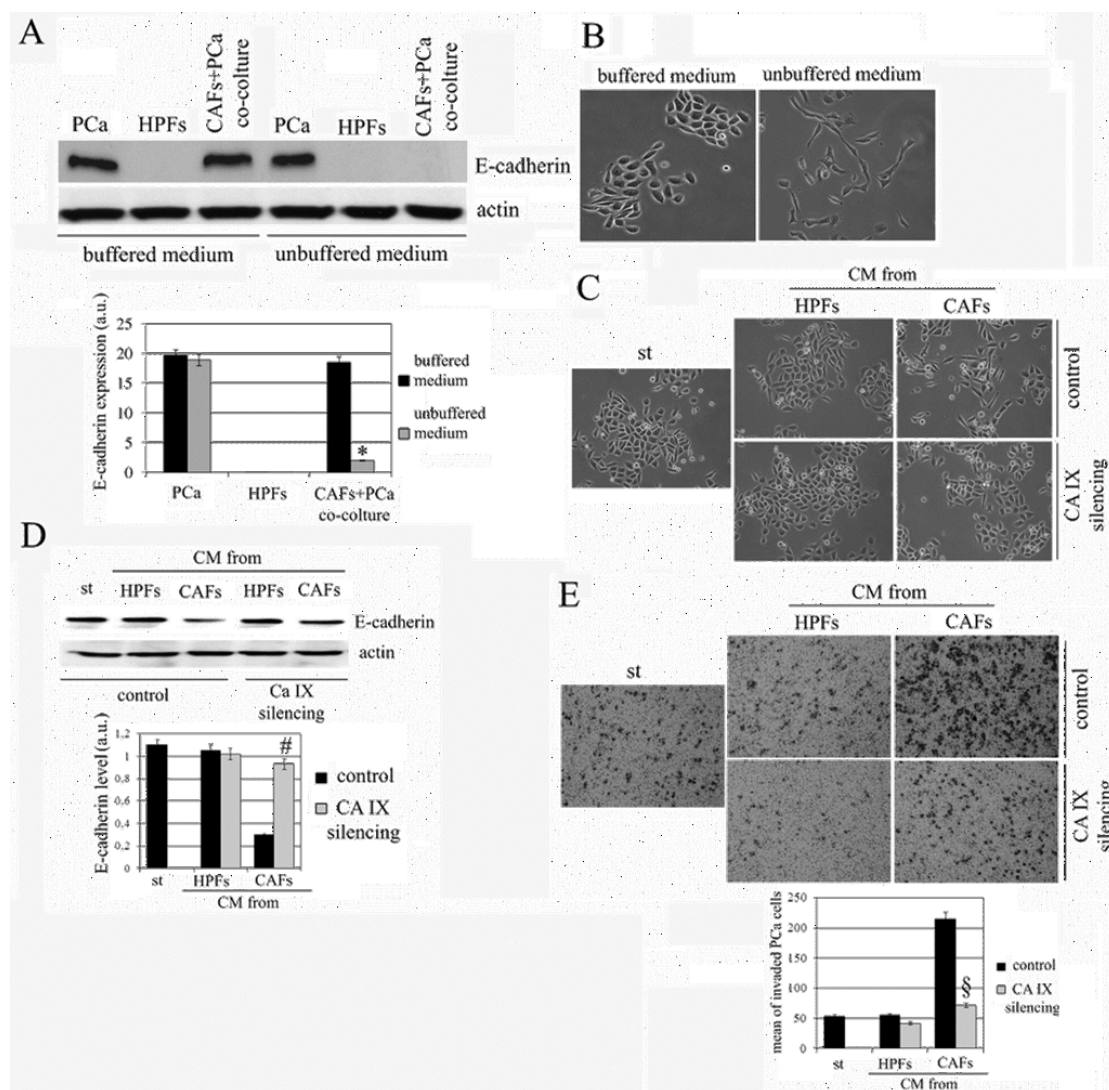 A
PCa
HPFs
CAFs+PCa
co-colture
PCa
HPFs
CAFs+PCa
co-colture
E-cadherin
actin
buffered medium
unbuffered medium
E-cadherin expression (a.u.)
25
20
15
10
5
0
PCa
HPFs
CAFs+PCa
co-colture
*
buffered
medium
unbuffered
medium
B
buffered medium
unbuffered medium
C
CM from
HPFs
CAFs
st
control
CA IX
silencing
D
CM from
st
HPFs
CAFs
HPFs
CAFs
E-cadherin
actin
control
Ca IX
silencing
E-cadherin level (a.u.)
1,2
1
0,8
0,6
0,4
0,2
0
#
st
HPFs
CAFs
CM from
control
CA IX
silencing
E
CM from
HPFs
CAFs
st
control
CA IX
silencing
mean of invaded PCa cells
250
200
150
100
50
0
§
st
HPFs
CAFs
CM from
control
CA IX
silencing